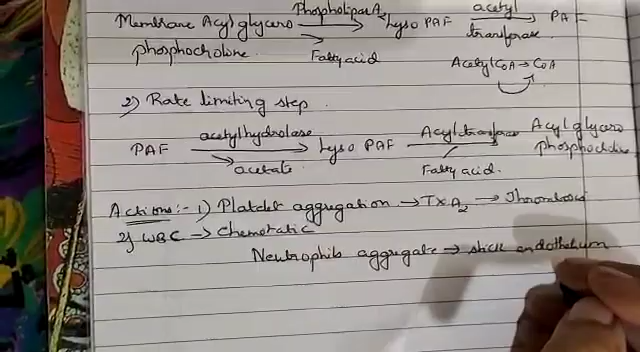 Membrane Acylglycero Phospholipase A2 → Lyso PAF acetyl transferase → PAF
phosphocholine. Fatty acid
Acetyl CoA → CoA
2) Rate limiting step.
PAF acetylhydrolase → Lyso PAF Acyltransferase → Acylglycero
acetate. Fatty acid. phosphocholine
Actions:- 1) Platelet aggregation → TxA2 → Thrombosis
2) WBC → Chemotatic
Neutrophils aggregate → stick endothelium